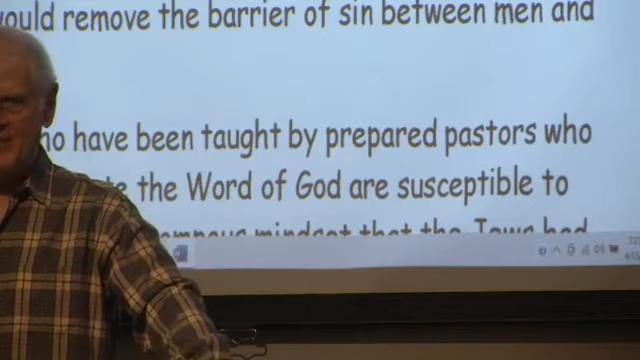 ould remove the barrier of sin between men and
ho have been taught by prepared pastors who
the Word of God are susceptible to
mindset that the Jews had